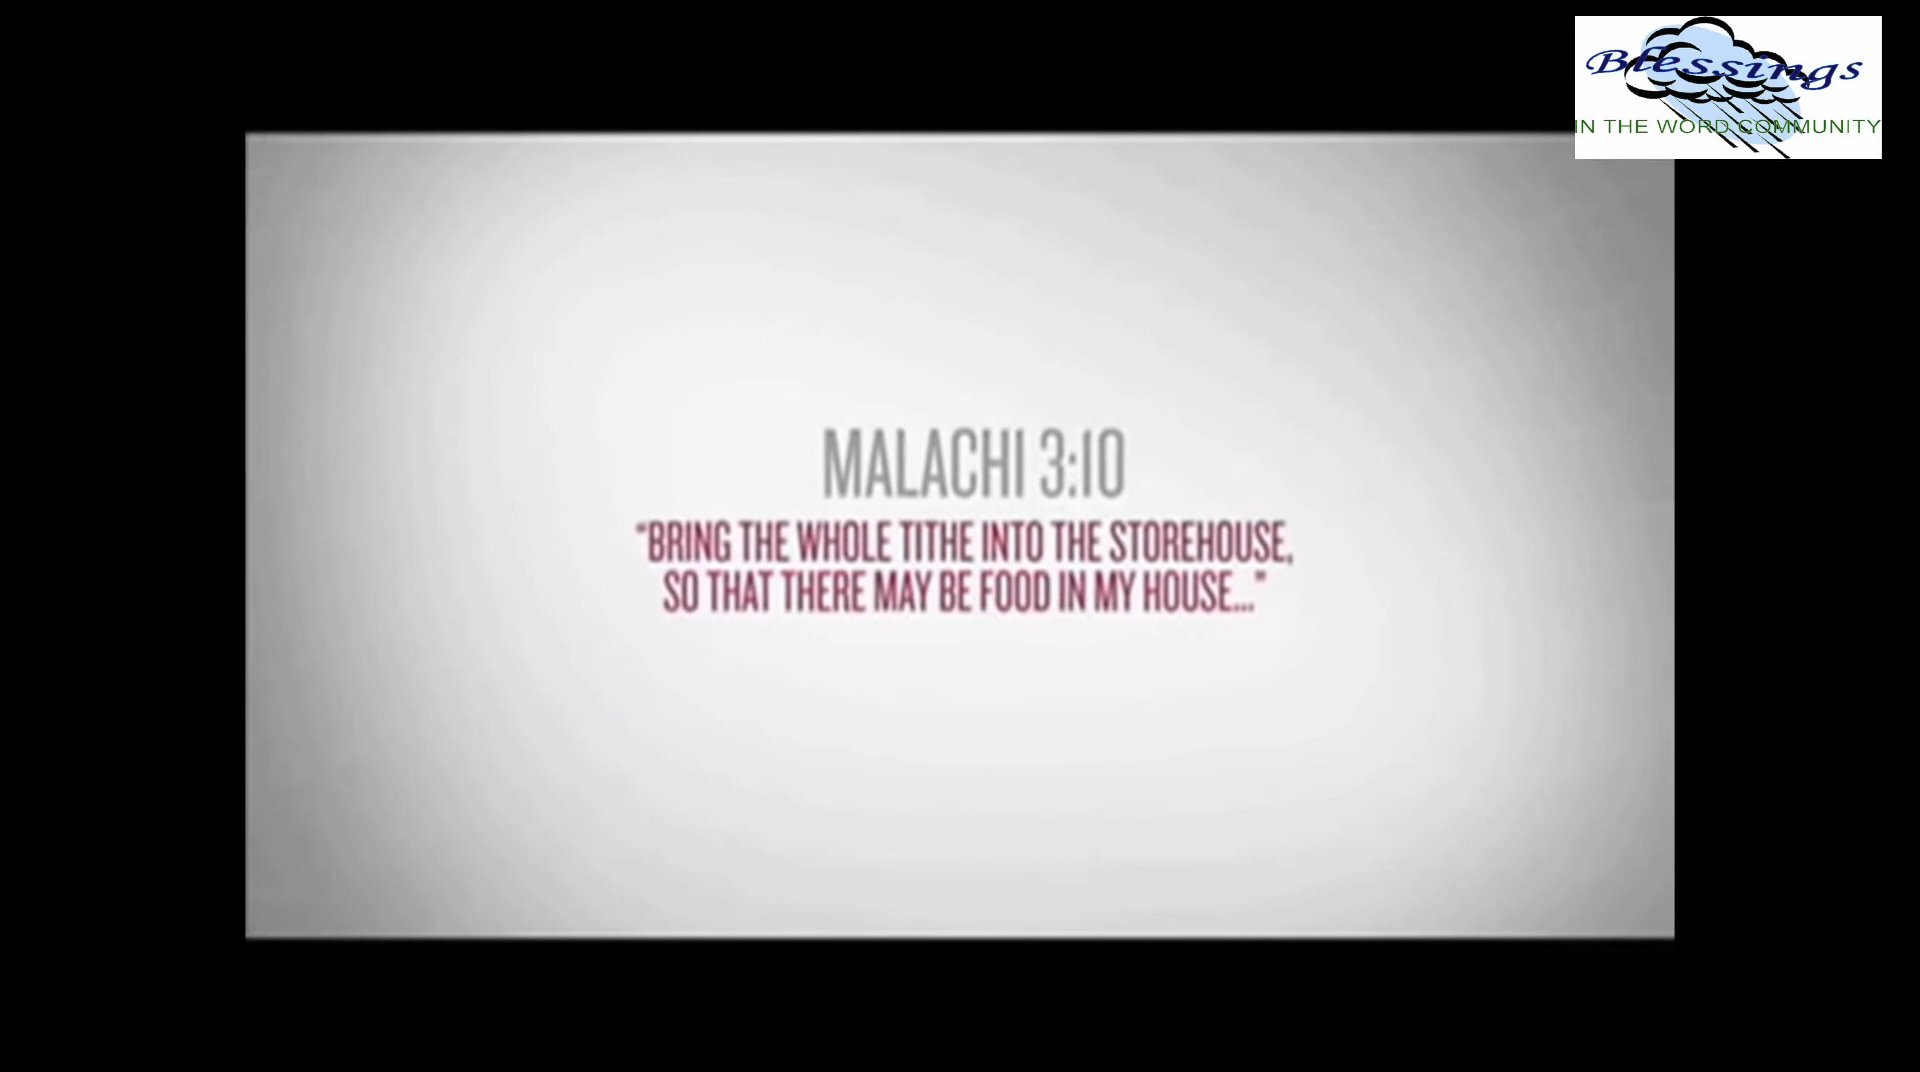 Blessings
IN THE WORD COMMUNITY
MALACHI 3:10
“BRING THE WHOLE TITHE INTO THE STOREHOUSE,
SO THAT THERE MAY BE FOOD IN MY HOUSE...”